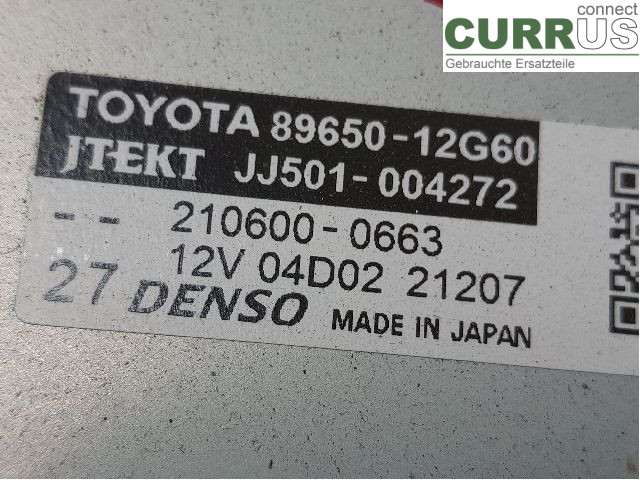 connect
CURRUS
Gebrauchte Ersatzteile
TOYOTA 89650-12G60
JTEKT JJ501-004272
-- 210600-0663
12V 04D02 21207
27 DENSO MADE IN JAPAN